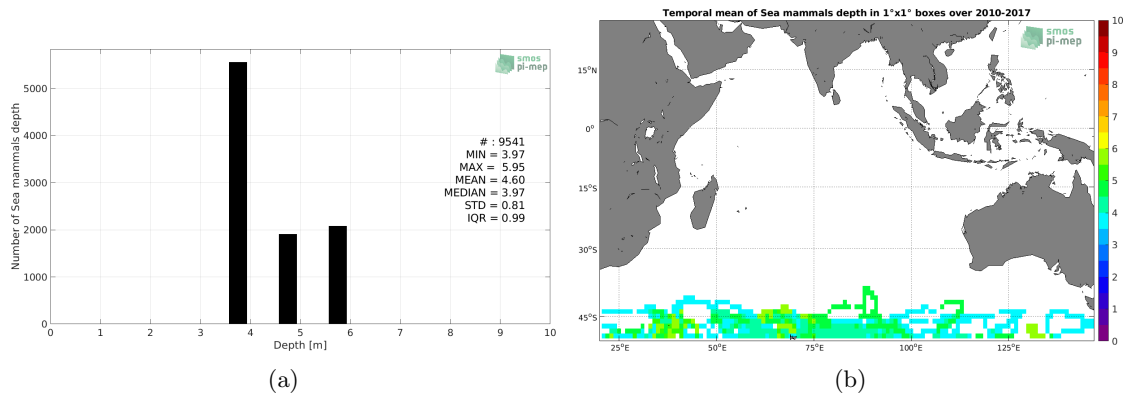 smos
pi-mep
5000
4000
3000
2000
1000
0
Number of Sea mammals depth
# : 9541
MIN = 3.97
MAX = 5.95
MEAN = 4.60
MEDIAN = 3.97
STD = 0.81
IQR = 0.99
0 1 2 3 4 5 6 7 8 9 10
Depth [m]
(a)
Temporal mean of Sea mammals depth in 1°x1° boxes over 2010-2017
smos
pi-mep
15°N
0°
15°S
30°S
45°S
25°E 50°E 75°E 100°E 125°E
10
9
8
7
6
5
4
3
2
1
0
(b)